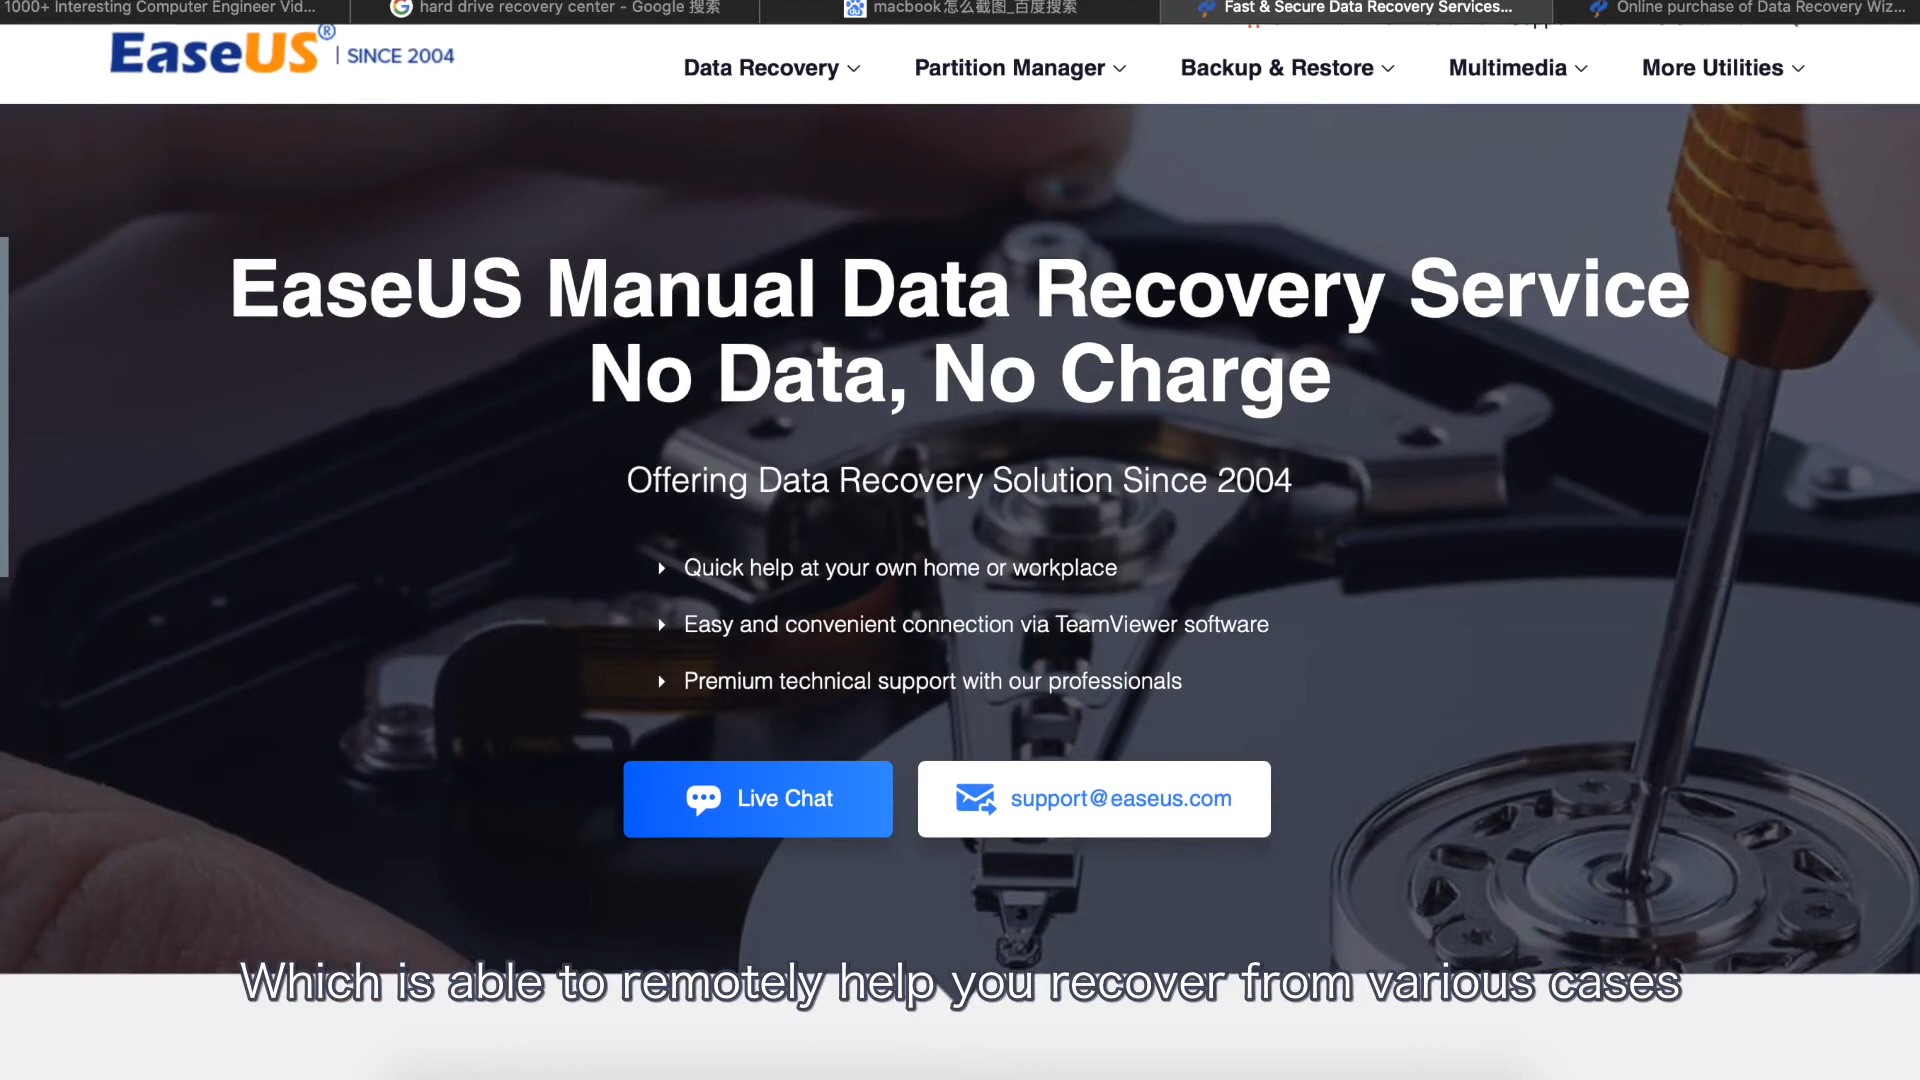 1000+ Interesting Computer Engineer Vid...
hard drive recovery center - Google 搜索
macbook怎么截图_百度搜索
Fast & Secure Data Recovery Services...
Online purchase of Data Recovery Wiz...
EaseUS® | SINCE 2004
Data Recovery
Partition Manager
Backup & Restore
Multimedia
More Utilities
EaseUS Manual Data Recovery Service
No Data, No Charge
Offering Data Recovery Solution Since 2004
Quick help at your own home or workplace
Easy and convenient connection via TeamViewer software
Premium technical support with our professionals
Live Chat
support@easeus.com
Which is able to remotely help you recover from various cases